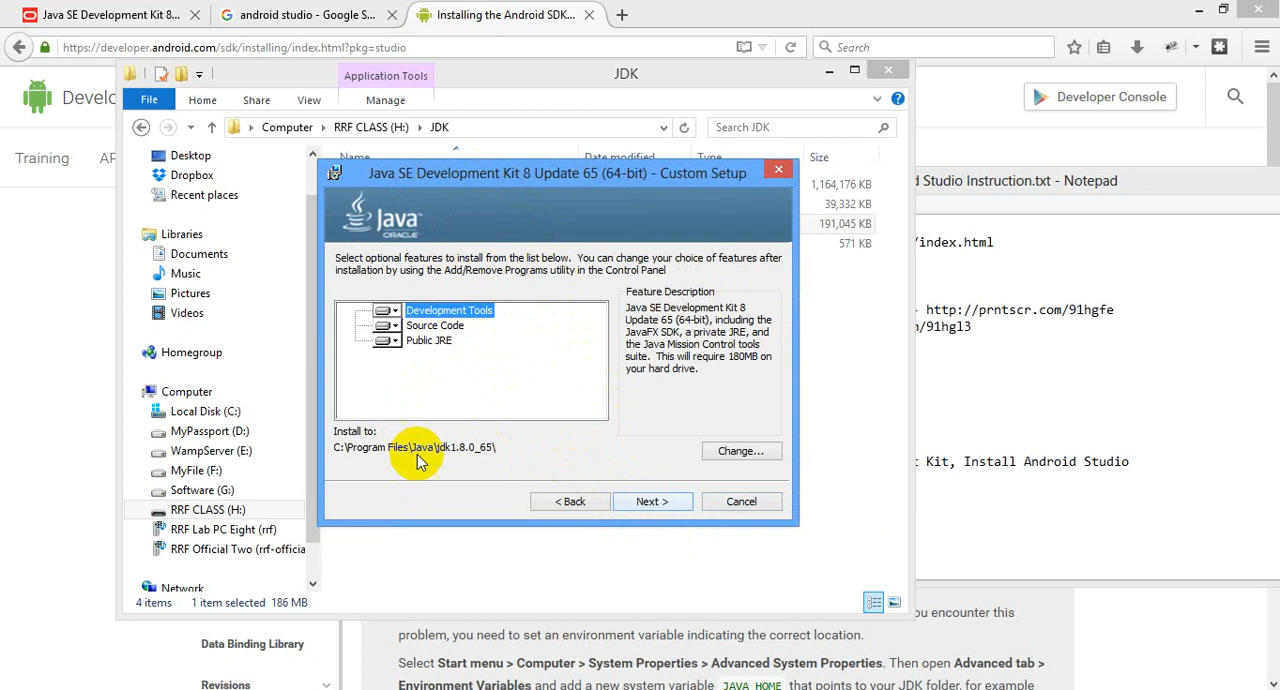 Java SE Development Kit 8...
android studio - Google S...
Installing the Android SDK...
https://developer.android.com/sdk/installing/index.html?pkg=studio
Search
Develo
Developer Console
Training
AP
Application Tools
JDK
File
Home
Share
View
Manage
Computer
RRF CLASS (H:)
JDK
Search JDK
Name
Date modified
Type
Size
Desktop
Dropbox
Recent places
Libraries
Documents
Music
Pictures
Videos
Homegroup
Computer
Local Disk (C:)
MyPassport (D:)
WampServer (E:)
MyFile (F:)
Software (G:)
RRF CLASS (H:)
RRF Lab PC Eight (rrf)
RRF Official Two (rrf-officia
Network
4 items
1 item selected 186 MB
1,164,176 KB
39,332 KB
191,045 KB
571 KB
Java SE Development Kit 8 Update 65 (64-bit) - Custom Setup
Java
ORACLE
Select optional features to install from the list below. You can change your choice of features after
installation by using the Add/Remove Programs utility in the Control Panel
Development Tools
Source Code
Public JRE
Feature Description
Java SE Development Kit 8
Update 65 (64-bit), including the
JavaFX SDK, a private JRE, and
the Java Mission Control tools
suite. This will require 180MB on
your hard drive.
Install to:
C:\Program Files\Java\jdk1.8.0_65\
Change...
< Back
Next >
Cancel
d Studio Instruction.txt - Notepad
/index.html
- http://prntscr.com/91hgfe
n/91hgl3
t Kit, Install Android Studio
Data Binding Library
Revisions
ou encounter this
problem, you need to set an environment variable indicating the correct location.
Select Start menu > Computer > System Properties > Advanced System Properties. Then open Advanced tab >
Environment Variables and add a new system variable JAVA_HOME that points to your JDK folder, for example